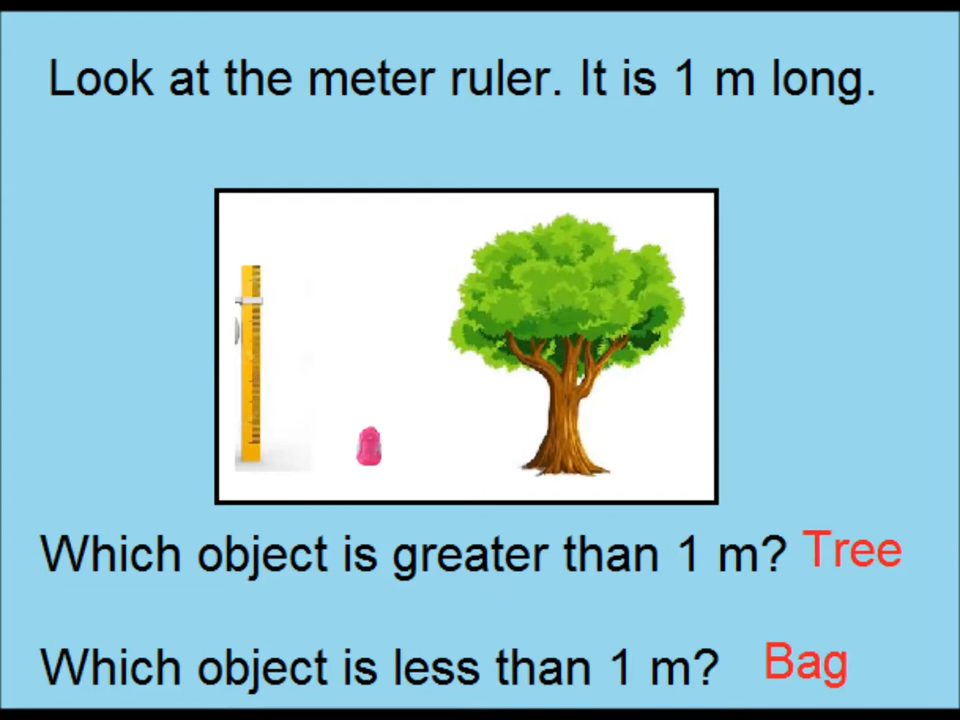 Look at the meter ruler. It is 1 m long.
Which object is greater than 1 m? Tree
Which object is less than 1 m? Bag